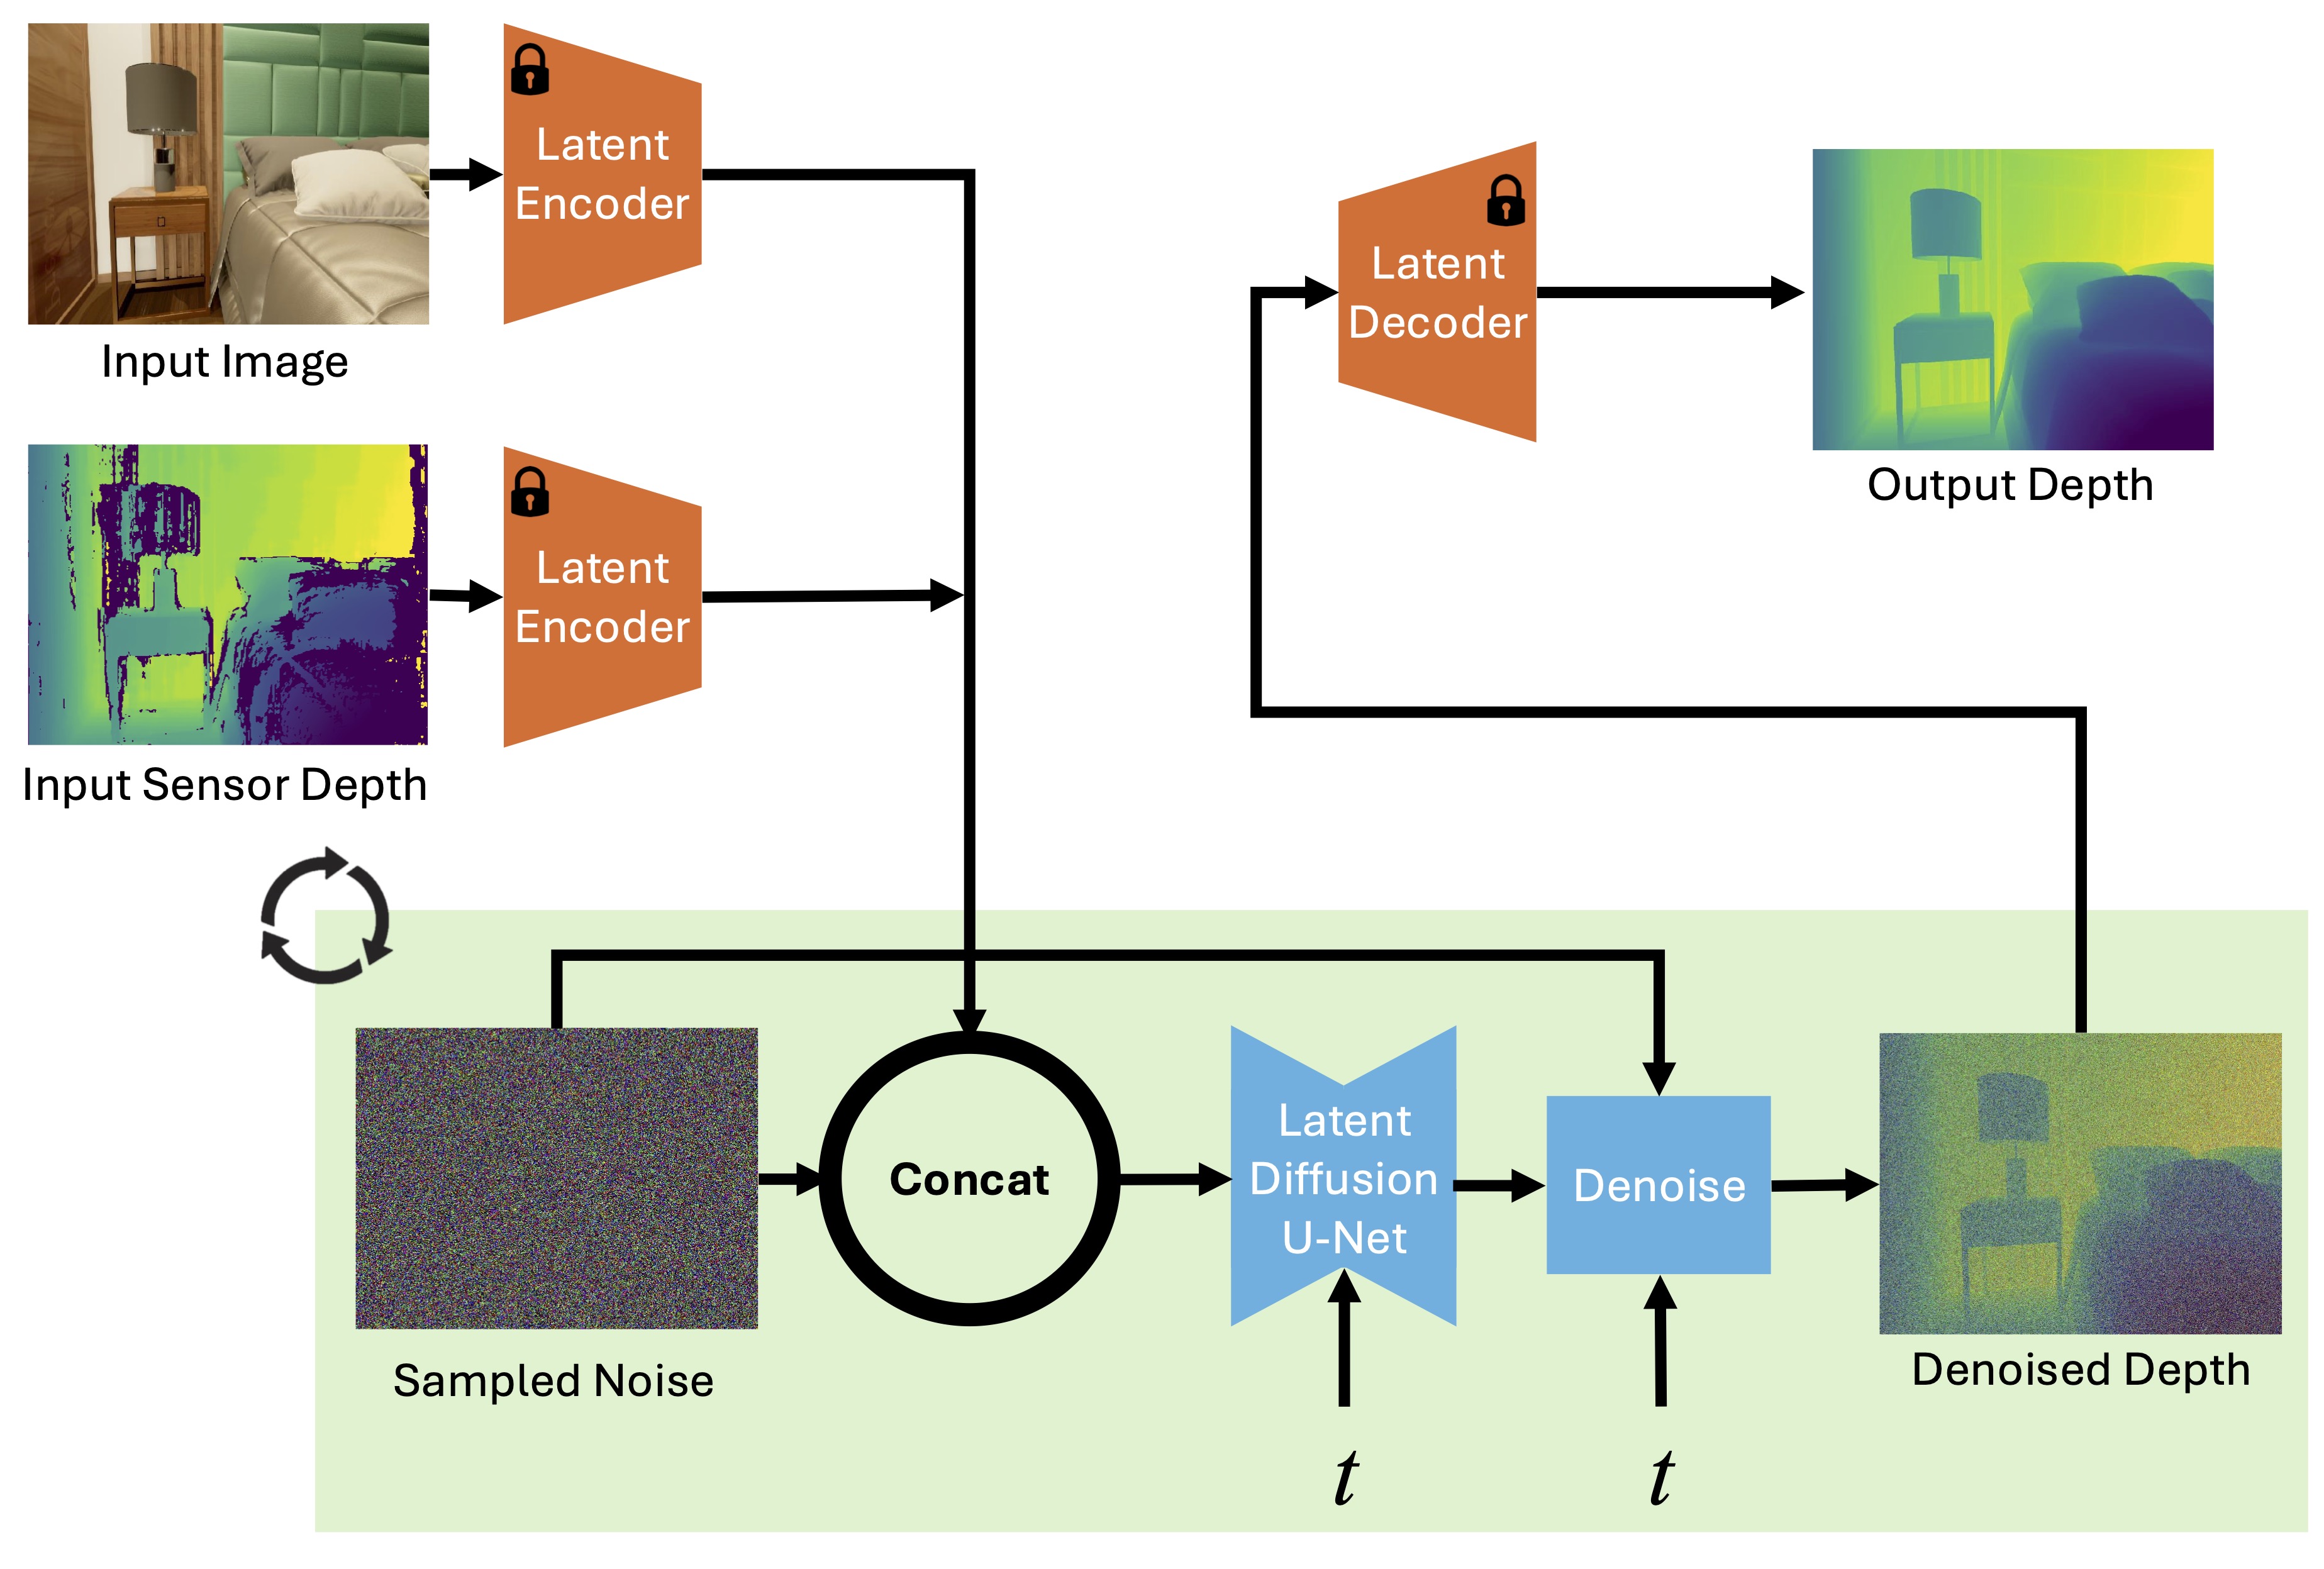 Latent
Encoder
Input Image
Latent
Encoder
Input Sensor Depth
Latent
Decoder
Output Depth
Sampled Noise
Concat
Latent
Diffusion
U-Net
t
Denoise
t
Denoised Depth